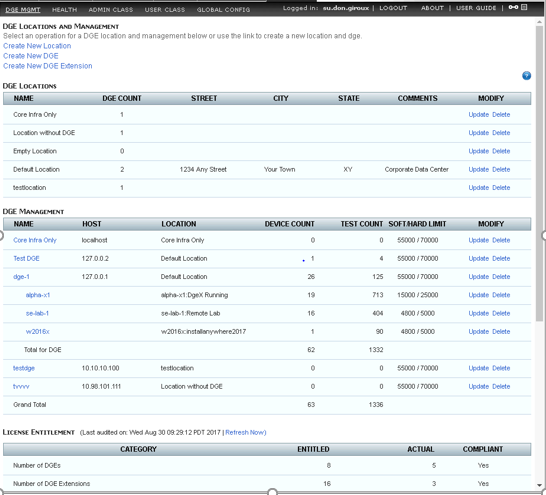 DGE MGMT HEALTH ADMIN CLASS USER CLASS GLOBAL CONFIG Logged in: su.don.giroux | LOGOUT ABOUT | USER GUIDE |
DGE Locations and Management
Select an operation for a DGE location and management below or use the link to create a new location and dge.
Create New Location
Create New DGE
Create New DGE Extension
?
DGE Locations
NAME DGE COUNT STREET CITY STATE COMMENTS MODIFY
Core Infra Only 1 Update Delete
Location without DGE 1 Update Delete
Empty Location 0 Update Delete
Default Location 2 1234 Any Street Your Town XY Corporate Data Center Update Delete
testlocation 1 Update Delete
DGE Management
NAME HOST LOCATION DEVICE COUNT TEST COUNT SOFT/HARD LIMIT MODIFY
Core Infra Only localhost Core Infra Only 0 0 55000 / 70000 Update Delete
Test DGE 127.0.0.2 Default Location 1 4 55000 / 70000 Update Delete
dge-1 127.0.0.1 Default Location 26 125 55000 / 70000 Update Delete
alpha-x1 alpha-x1:DgeX Running 19 713 15000 / 25000 Update Delete
se-lab-1 se-lab-1:Remote Lab 16 404 4800 / 5000 Update Delete
w2016x w2016x:installanywhere2017 1 90 4800 / 5000 Update Delete
Total for DGE 62 1332
testdge 10.10.10.100 testlocation 0 0 55000 / 70000 Update Delete
tvvvv 10.98.101.111 Location without DGE 0 0 55000 / 70000 Update Delete
Grand Total 63 1336
License Entitlement (Last audited on: Wed Aug 30 09:29:12 PDT 2017 | Refresh Now)
CATEGORY ENTITLED ACTUAL COMPLIANT
Number of DGEs 8 5 Yes
Number of DGE Extensions 16 3 Yes